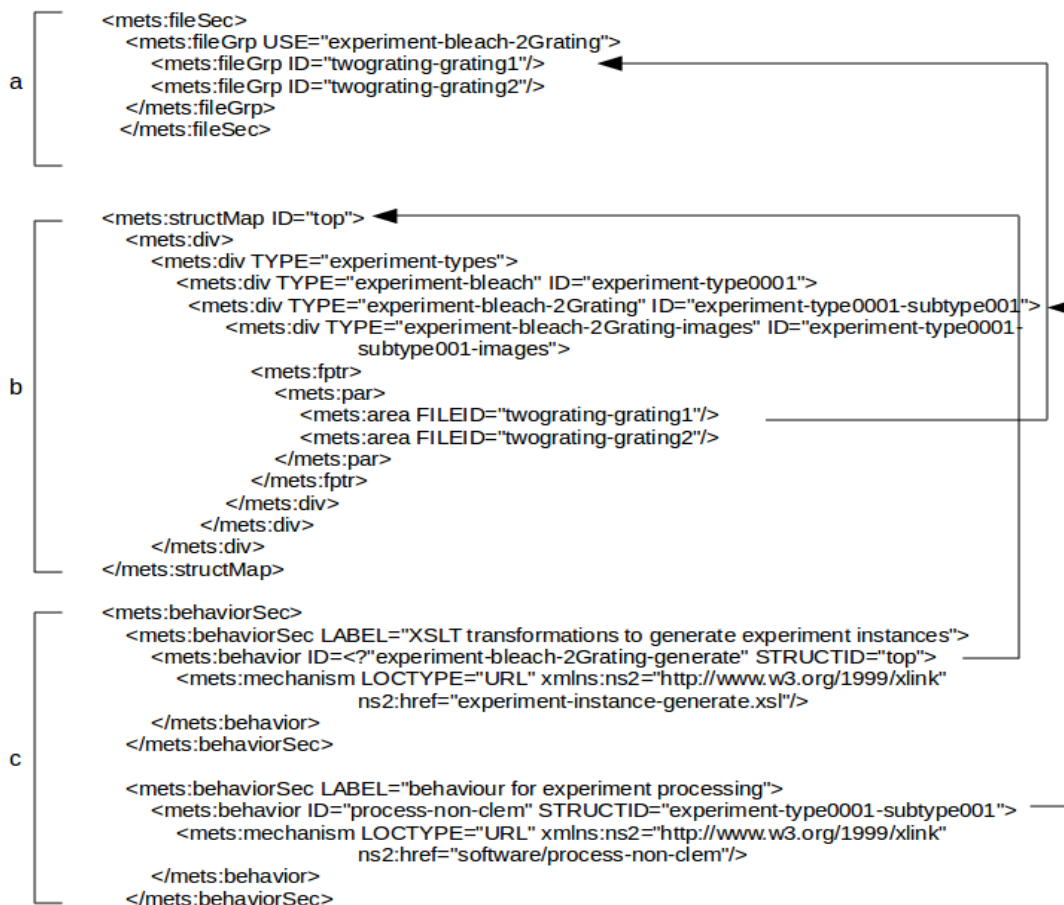 <mets:fileSec>
<mets:fileGrp USE="experiment-bleach-2Grating">
<mets:fileGrp ID="twograting-grating1"/>
a
<mets:fileGrp ID="twograting-grating2"/>
</mets:fileGrp>
</mets:fileSec>
<mets:structMap ID="top">
<mets:div>
<mets:div TYPE="experiment-types">
<mets:div TYPE="experiment-bleach" ID="experiment-type0001">
<mets:div TYPE="experiment-bleach-2Grating" ID="experiment-type0001-subtype001">
<mets:div TYPE="experiment-bleach-2Grating-images" ID="experiment-type0001-
subtype001-images">
<mets:fptr>
b
<mets:par>
<mets:area FILEID="twograting-grating1"/>
<mets:area FILEID="twograting-grating2"/>
</mets:par>
</mets:fptr>
</mets:div>
</mets:div>
</mets:div>
</mets:structMap>
<mets:behaviorSec>
<mets:behaviorSec LABEL="XSLT transformations to generate experiment instances">
<mets:behavior ID=<?"experiment-bleach-2Grating-generate" STRUCTID="top">
<mets:mechanism LOCTYPE="URL" xmlns:ns2="http://www.w3.org/1999/xlink"
ns2:href="experiment-instance-generate.xsl"/>
</mets:behavior>
</mets:behaviorSec>
c
<mets:behaviorSec LABEL="behaviour for experiment processing">
<mets:behavior ID="process-non-clem" STRUCTID="experiment-type0001-subtype001">
<mets:mechanism LOCTYPE="URL" xmlns:ns2="http://www.w3.org/1999/xlink"
ns2:href="software/process-non-clem"/>
</mets:behavior>
</mets:behaviorSec>